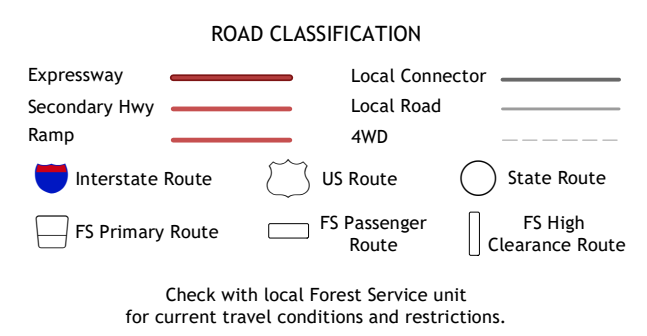 ROAD CLASSIFICATION
Expressway
Local Connector
Secondary Hwy
Local Road
Ramp
4WD
Interstate Route
US Route
State Route
FS Primary Route
FS Passenger
Route
FS High
Clearance Route
Check with local Forest Service unit
for current travel conditions and restrictions.